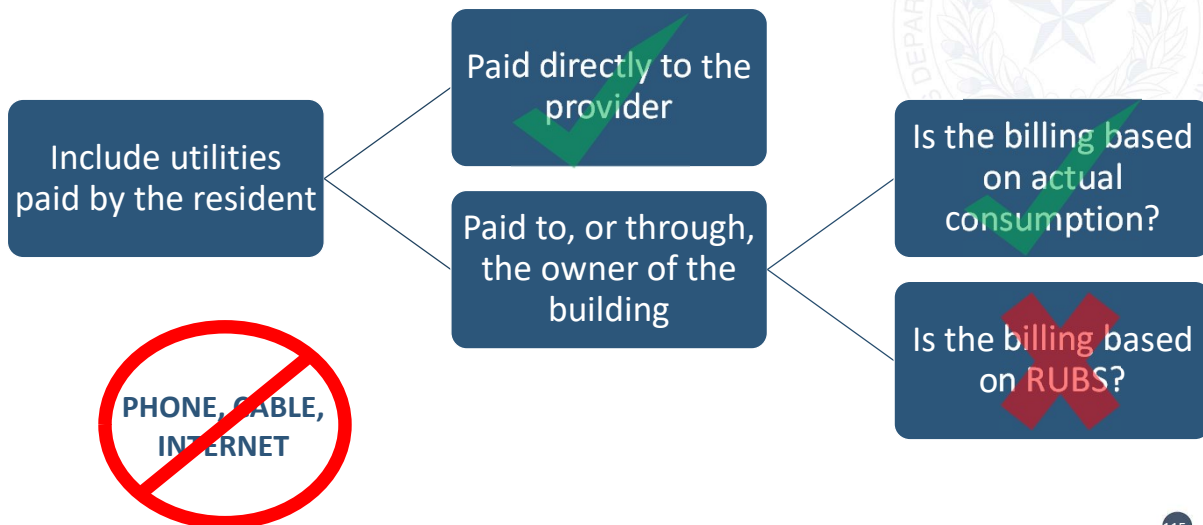 Include utilities
paid by the resident
Paid directly to the
provider
Paid to, or through,
the owner of the
building
Is the billing based
on actual
consumption?
Is the billing based
on RUBS?
PHONE, CABLE,
INTERNET